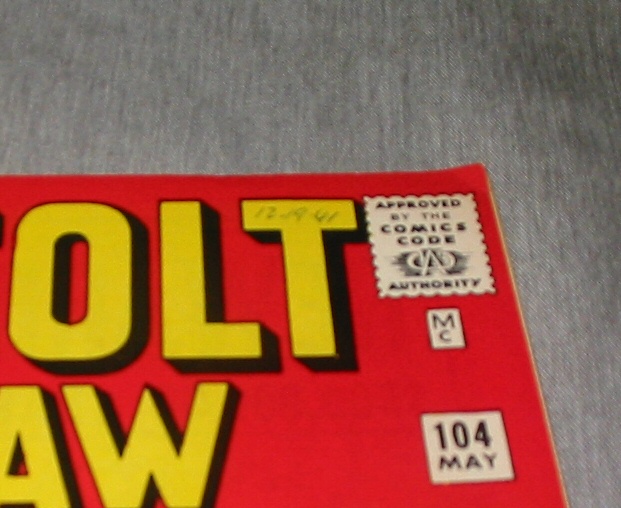 OLT
12-19-61
AW
APPROVED
BY THE
COMICS
CODE
CA
AUTHORITY
MC
104
MAY